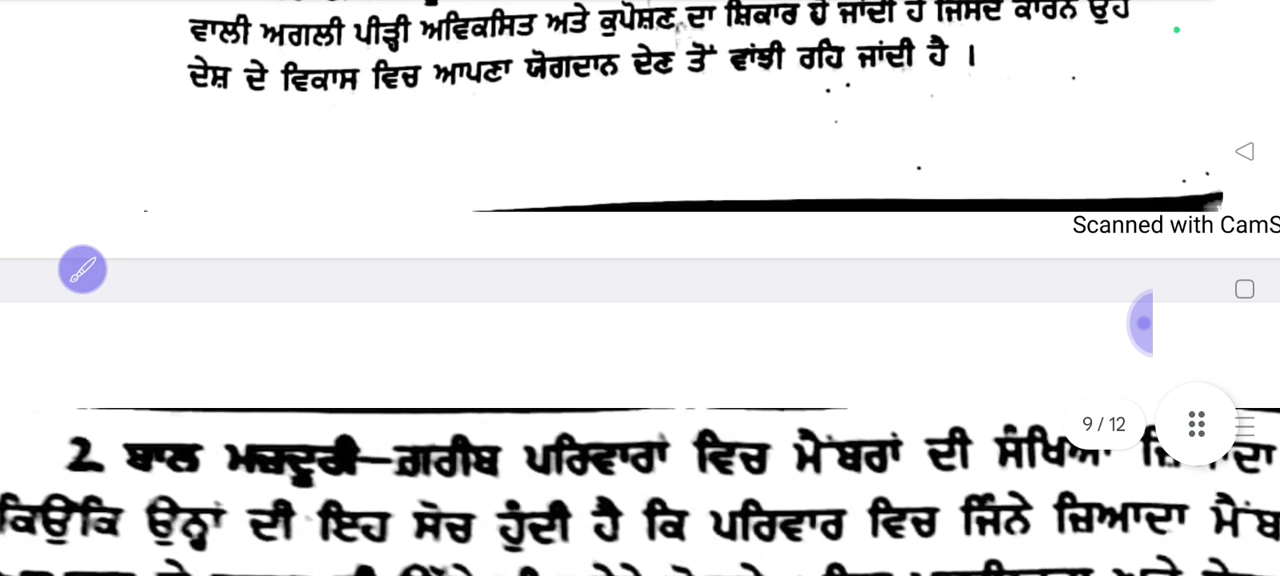 ਵਾਲੀ ਅਗਲੀ ਪੀੜ੍ਹੀ ਅਵਿਕਸਿਤ ਅਤੇ ਕੁਪੋਸ਼ਣ ਦਾ ਸ਼ਿਕਾਰ ਹੋ ਜਾਂਦੀ ਹੈ ਜਿਸਦੇ ਕਾਰਨ ਉਹ
ਦੇਸ਼ ਦੇ ਵਿਕਾਸ ਵਿਚ ਆਪਣਾ ਯੋਗਦਾਨ ਦੇਣ ਤੋਂ ਵਾਂਝੀ ਰਹਿ ਜਾਂਦੀ ਹੈ ।
Scanned with CamS
9 / 12
2. ਬਾਲ ਮਜ਼ਦੂਰੀ—ਗ਼ਰੀਬ ਪਰਿਵਾਰਾਂ ਵਿਚ ਮੈਂਬਰਾਂ ਦੀ ਸੰਖਿਆ
ਕਿਉਂਕਿ ਉਨ੍ਹਾਂ ਦੀ ਇਹ ਸੋਚ ਹੁੰਦੀ ਹੈ ਕਿ ਪਰਿਵਾਰ ਵਿਚ ਜਿੰਨੇ ਜ਼ਿਆਦਾ ਮੈਂਬ